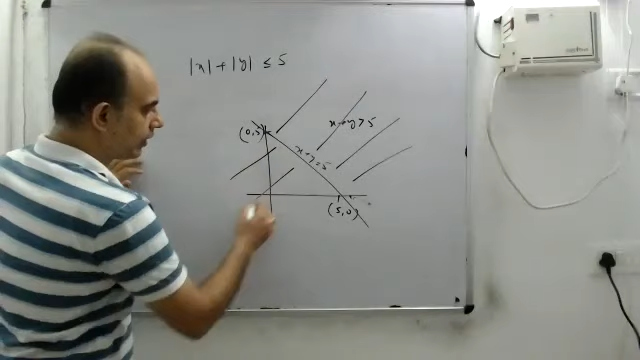 |x| + |y| ≤ 5
(0,5)
x+y>5
x+y=5
(5,0)